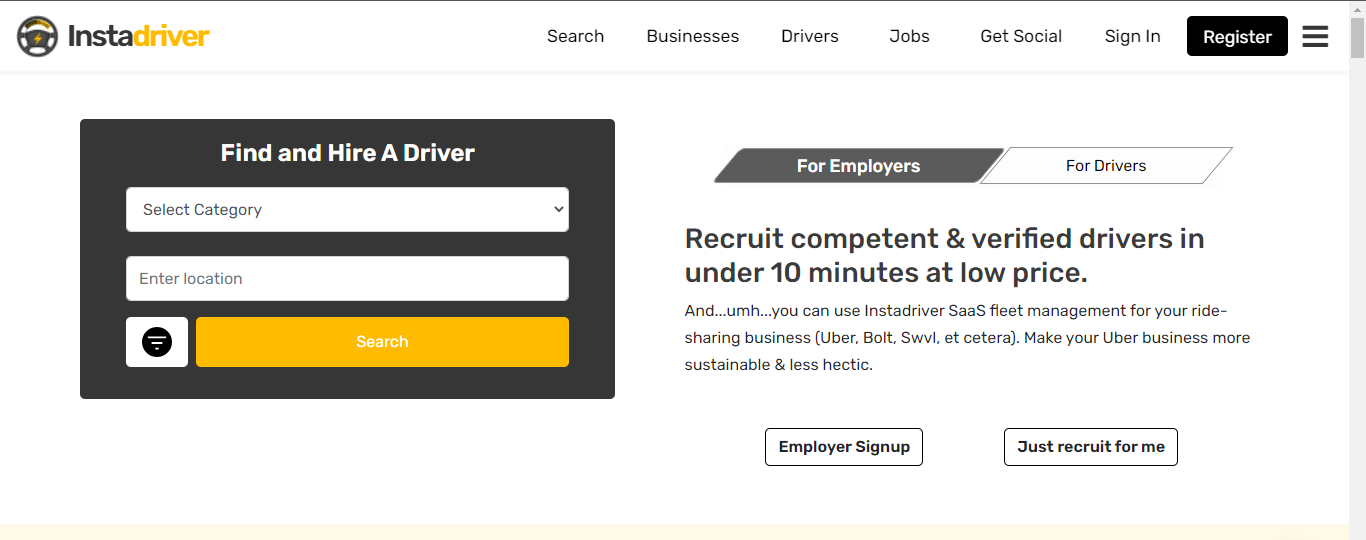 Instadriver
Search
Businesses
Drivers
Jobs
Get Social
Sign In
Register
Find and Hire A Driver
Select Category
Enter location
Search
For Employers
For Drivers
Recruit competent & verified drivers in
under 10 minutes at low price.
And...umh...you can use Instadriver SaaS fleet management for your ride-
sharing business (Uber, Bolt, Swvl, et cetera). Make your Uber business more
sustainable & less hectic.
Employer Signup
Just recruit for me